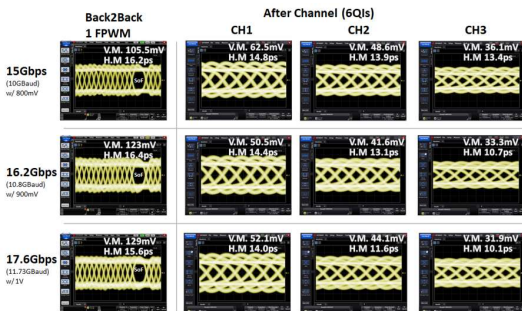 Back2Back
1 FPWM
After Channel (6QIs)
CH1
CH2
CH3
15Gbps
(10GBaud)
w/ 800mV
V.M. 105.5mV
H.M 16.2ps
SoF
V.M. 62.5mV
H.M 14.8ps
V.M. 48.6mV
H.M 13.9ps
V.M. 36.1mV
H.M 13.4ps
16.2Gbps
(10.8GBaud)
w/ 900mV
V.M. 123mV
H.M 16.4ps
SoF
V.M. 50.5mV
H.M 14.4ps
V.M. 41.6mV
H.M 13.1ps
V.M. 33.3mV
H.M 10.7ps
17.6Gbps
(11.73GBaud)
w/ 1V
V.M. 129mV
H.M 15.6ps
SoF
V.M. 52.1mV
H.M 14.0ps
V.M. 44.1mV
H.M 11.6ps
V.M. 31.9mV
H.M 10.1ps